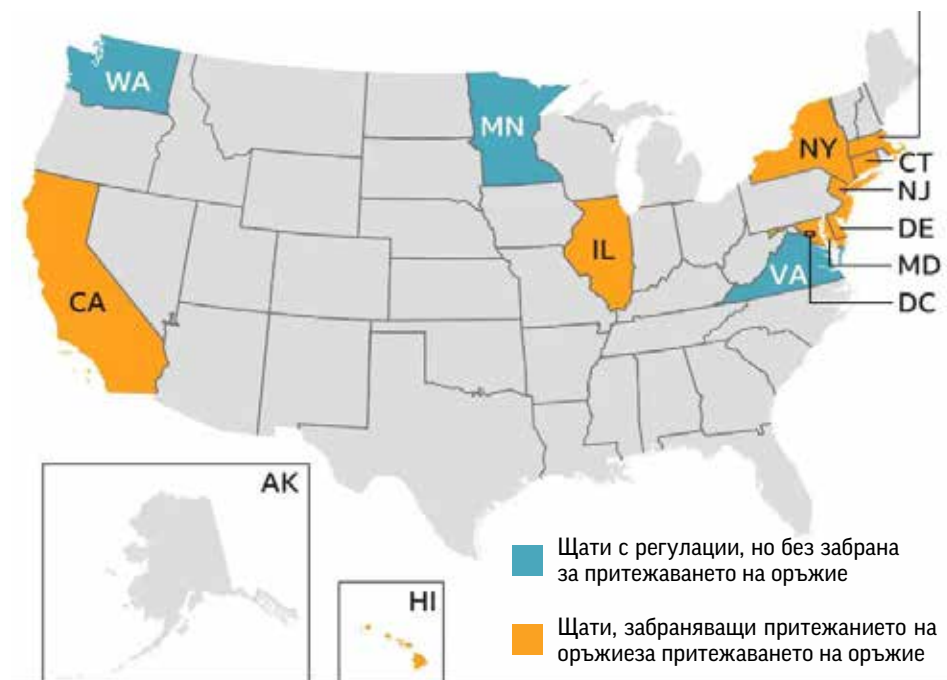 WA
MN
NY
CT
NJ
DE
MD
DC
IL
VA
CA
AK
HI
Щати с регулации, но без забрана
за притежаването на оръжие
Щати, забраняващи притежанието на
оръжиеза притежаването на оръжие